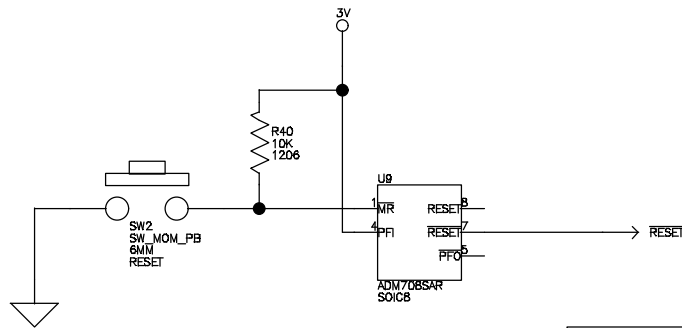 3V
R40
10K
1206
U9
1 MR RESET 8
4 PFI RESET 7 RESET
PFO 5
SW2
SW_MOM_PB
6MM
RESET
ADM708SAR
SOIC8